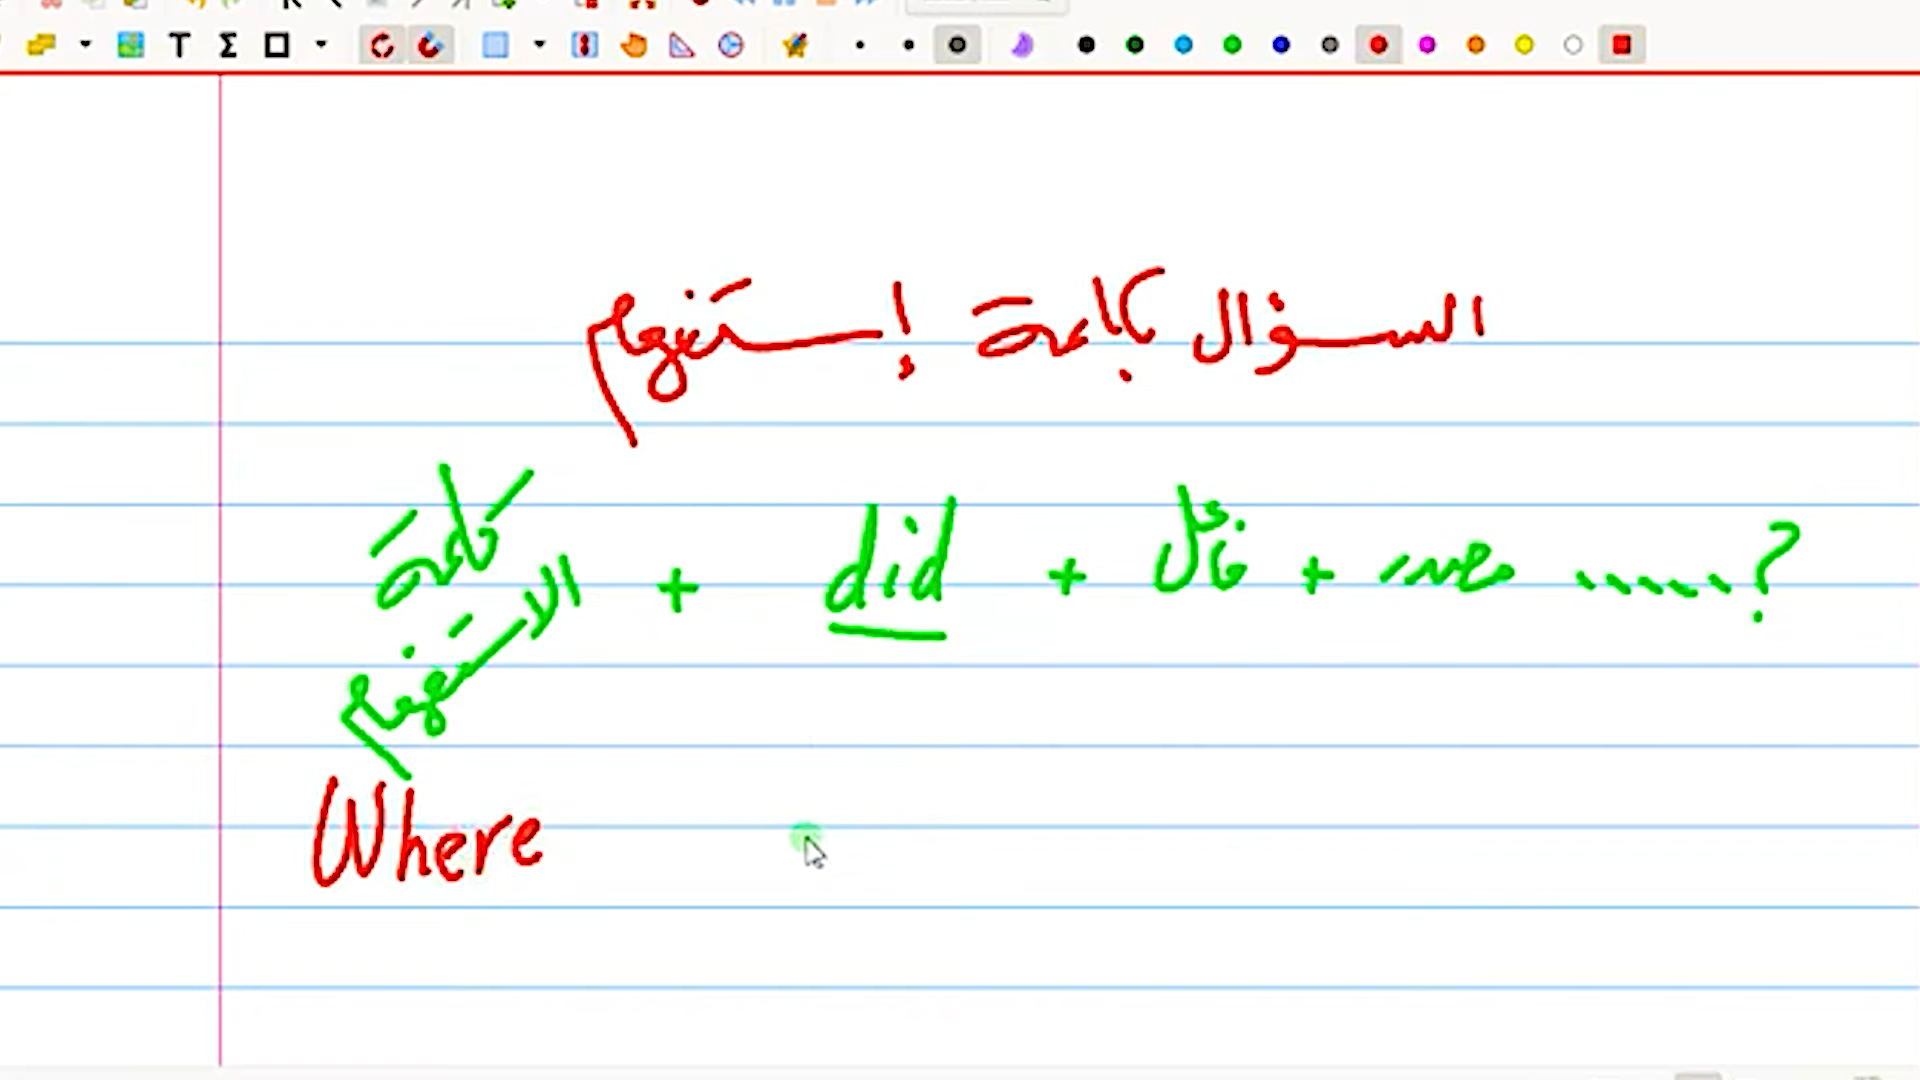 السؤال بكلمة إستفهام
كلمة الاستفهام + did + فاعل + مصدر ......?
Where